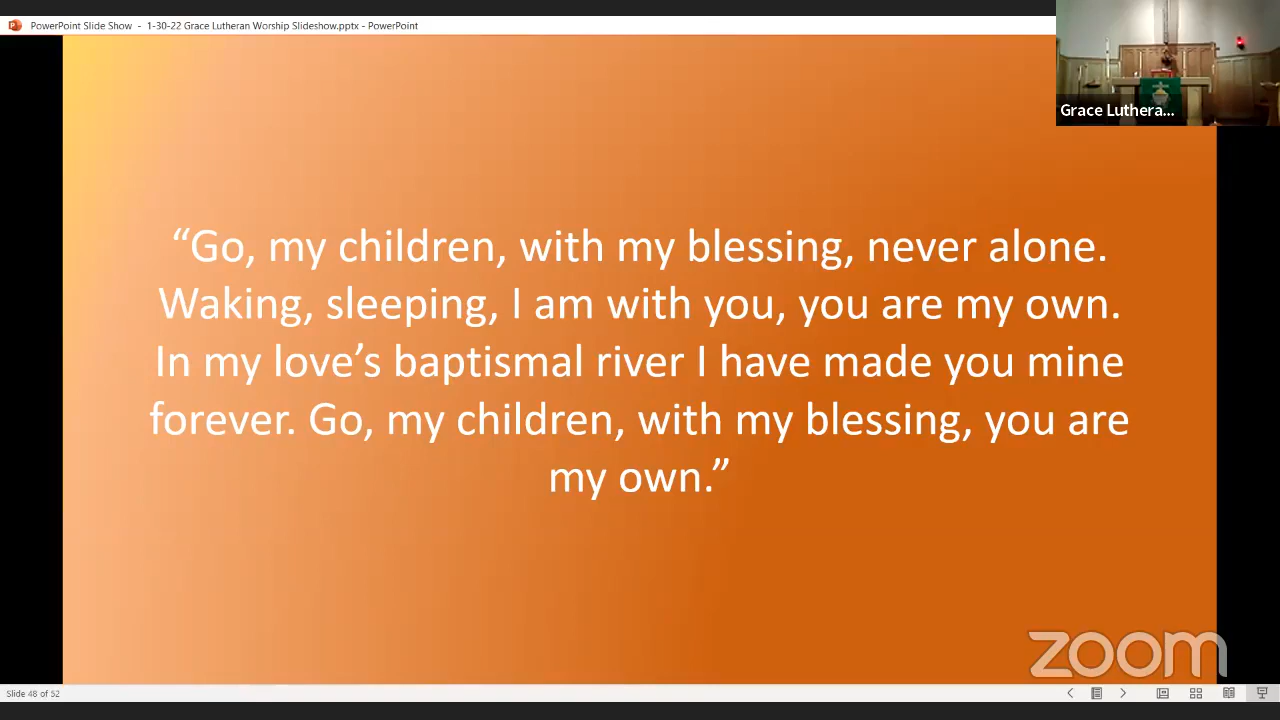 PowerPoint Slide Show - 1-30-22 Grace Lutheran Worship Slideshow.pptx - PowerPoint
Grace Luthera...
“Go, my children, with my blessing, never alone.
Waking, sleeping, I am with you, you are my own.
In my love’s baptismal river I have made you mine
forever. Go, my children, with my blessing, you are
my own.”
zoom
Slide 48 of 52